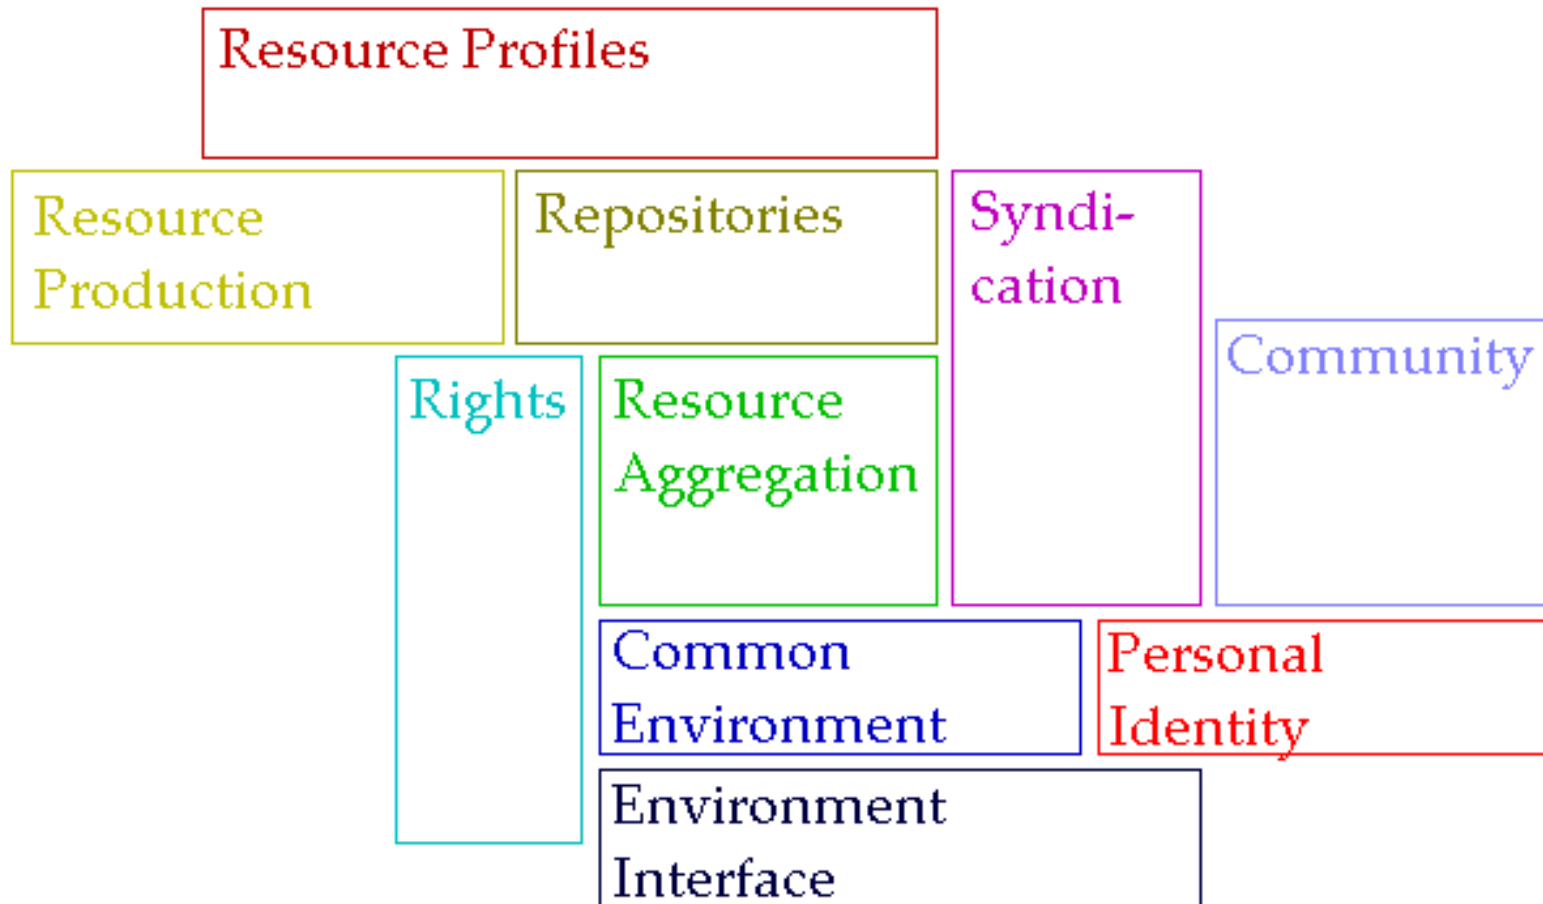 Resource Profiles
Resource
Production
Repositories
Syndi-
cation
Community
Rights
Resource
Aggregation
Common
Environment
Personal
Identity
Environment
Interface